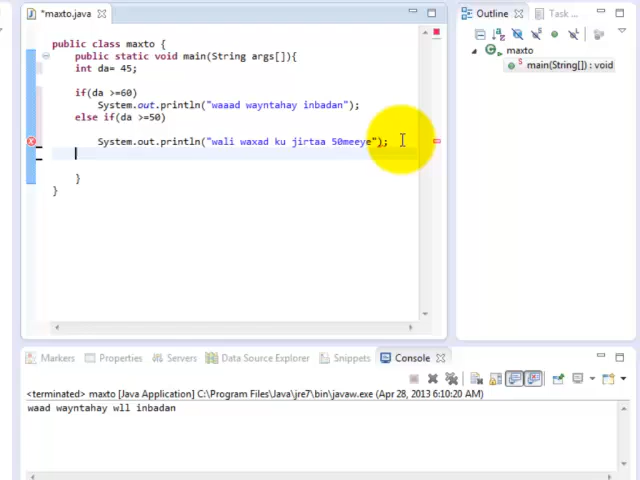 *maxto.java
public class maxto {
public static void main(String args[]){
int da= 45;
if(da >=60)
System.out.println("waaad wayntahay inbadan");
else if(da >=50)
System.out.println("wali waxad ku jirtaa 50meeye");
}
}
Outline
Task ...
maxto
main(String[]) : void
Markers
Properties
Servers
Data Source Explorer
Snippets
Console
<terminated> maxto [Java Application] C:\Program Files\Java\jre7\bin\javaw.exe (Apr 28, 2013 6:10:20 AM)
waad wayntahay wll inbadan